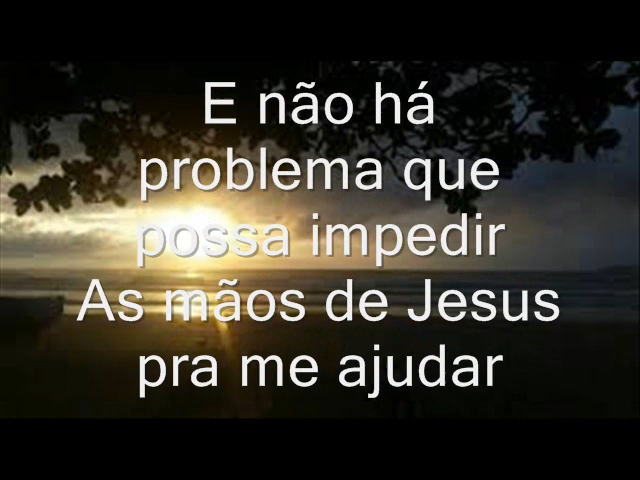 E não há
problema que
possa impedir
As mãos de Jesus
pra me ajudar